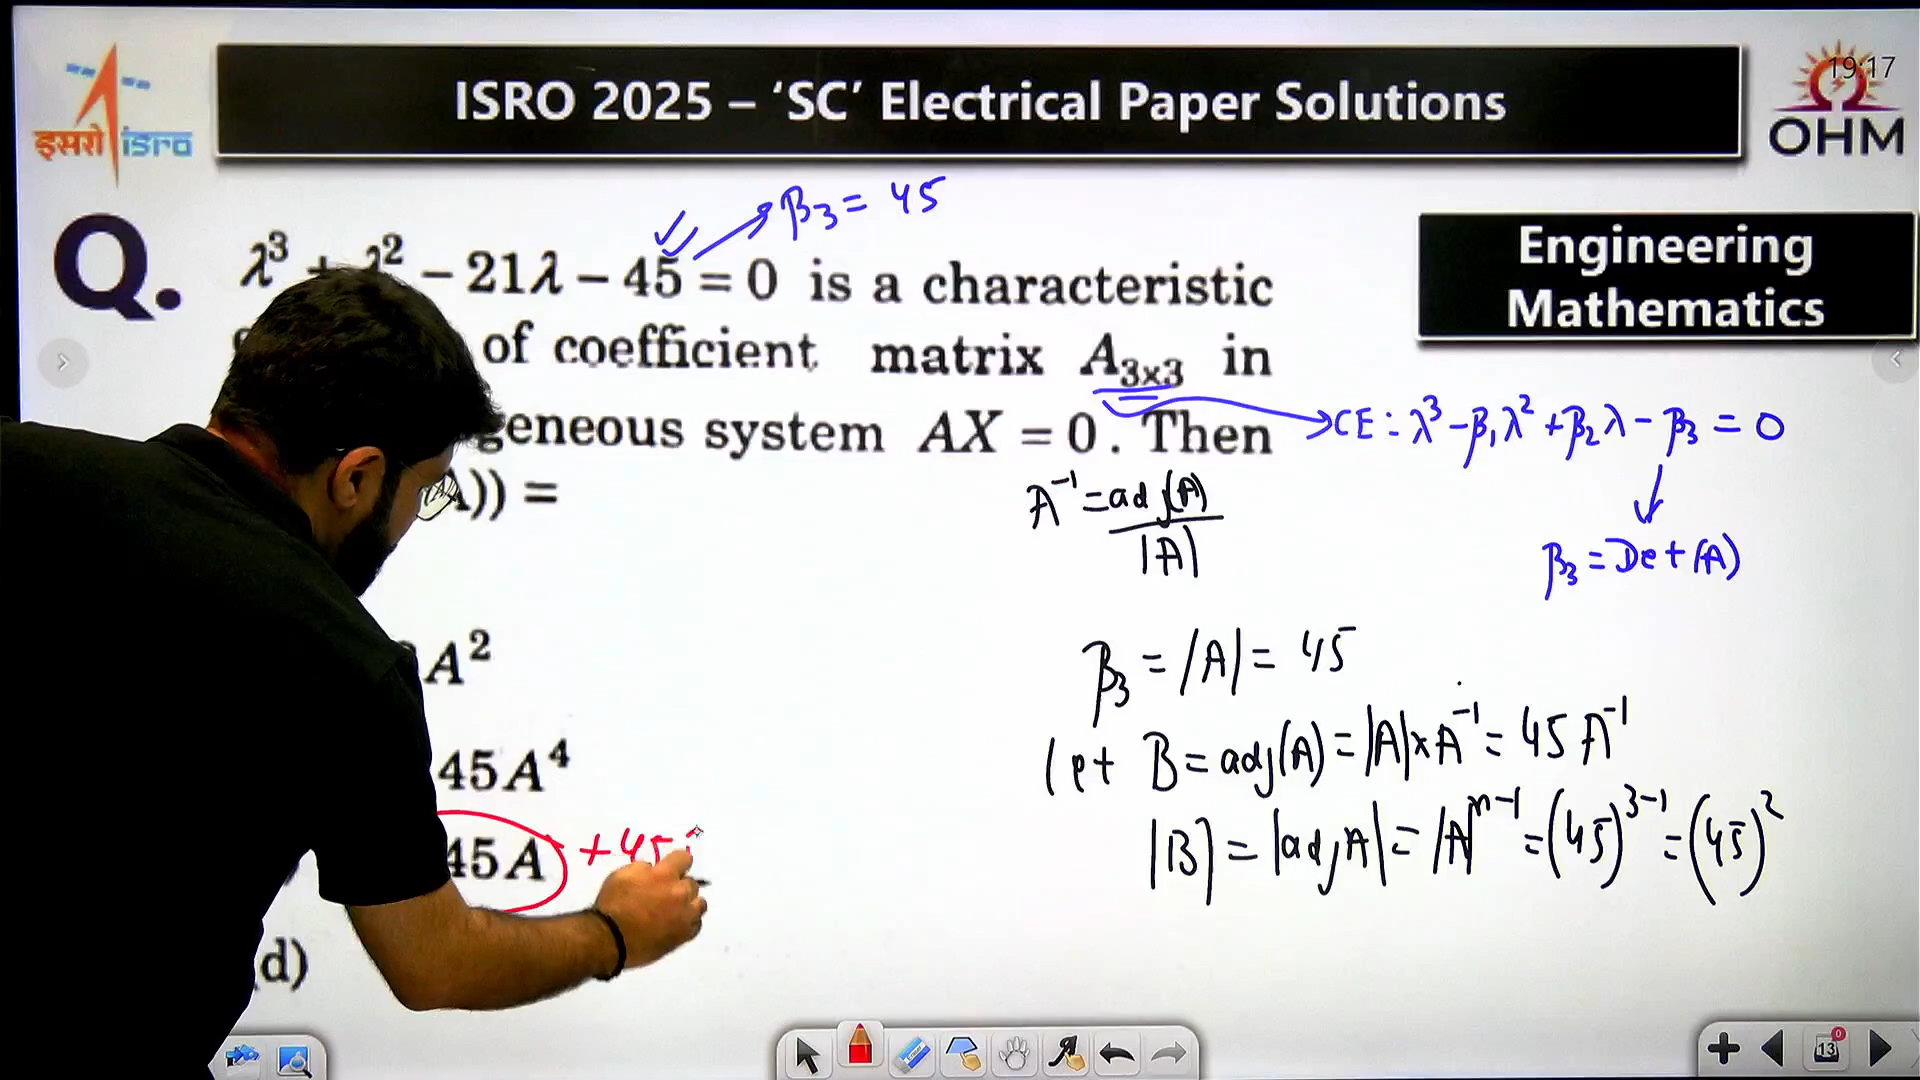 इसरो isro
ISRO 2025 – ‘SC’ Electrical Paper Solutions
19:17
OHM
Engineering
Mathematics
Q.
λ³ + λ² – 21λ – 45 = 0 is a characteristic
β₃ = 45
of coefficient matrix A₃ₓ₃ in
geneous system AX = 0. Then
)) =
CE: λ³ – β₁λ² + β₂λ – β₃ = 0
A⁻¹ = adj(A)
|A|
β₃ = Det(A)
β₃ = |A| = 45
let B = adj(A) = |A| × A⁻¹ = 45 A⁻¹
|B| = |adj A| = |A|ⁿ⁻¹ = (45)³⁻¹ = (45)²
A²
45A⁴
45A + 45
(d)
13
0